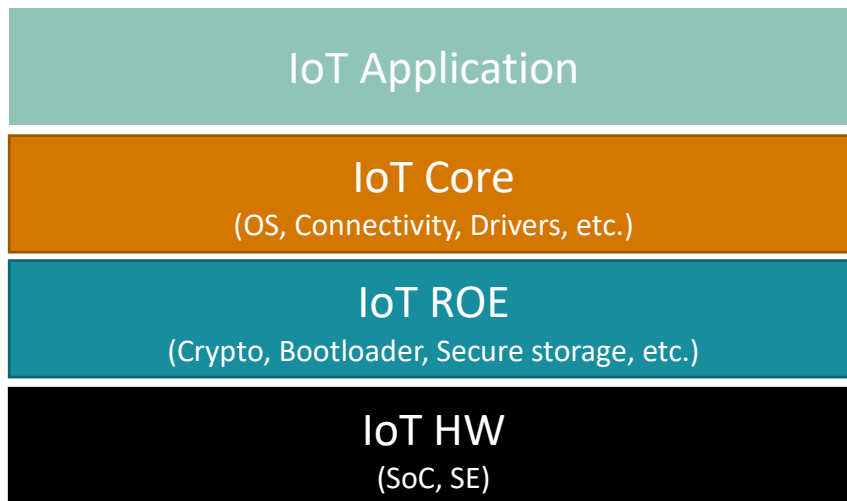 IoT Application
IoT Core
(OS, Connectivity, Drivers, etc.)
IoT ROE
(Crypto, Bootloader, Secure storage, etc.)
IoT HW
(SoC, SE)